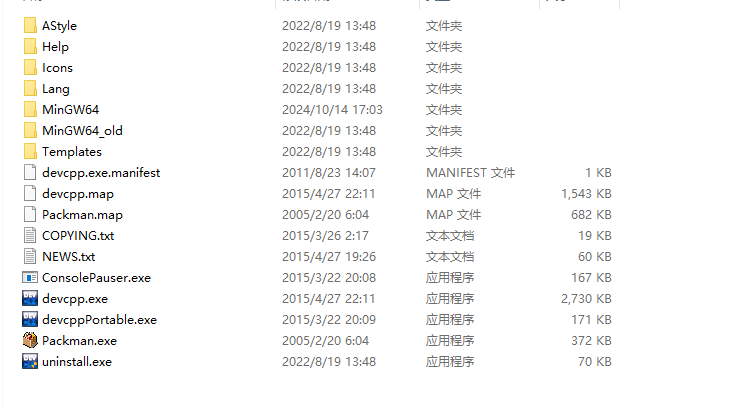 AStyle 2022/8/19 13:48 文件夹
Help 2022/8/19 13:48 文件夹
Icons 2022/8/19 13:48 文件夹
Lang 2022/8/19 13:48 文件夹
MinGW64 2024/10/14 17:03 文件夹
MinGW64_old 2022/8/19 13:48 文件夹
Templates 2022/8/19 13:48 文件夹
devcpp.exe.manifest 2011/8/23 14:07 MANIFEST 文件 1 KB
devcpp.map 2015/4/27 22:11 MAP 文件 1,543 KB
Packman.map 2005/2/20 6:04 MAP 文件 682 KB
COPYING.txt 2015/3/26 2:17 文本文档 19 KB
NEWS.txt 2015/4/27 19:26 文本文档 60 KB
ConsolePauser.exe 2015/3/22 20:08 应用程序 167 KB
devcpp.exe 2015/4/27 22:11 应用程序 2,730 KB
devcppPortable.exe 2015/3/22 20:09 应用程序 171 KB
Packman.exe 2005/2/20 6:04 应用程序 372 KB
uninstall.exe 2022/8/19 13:48 应用程序 70 KB